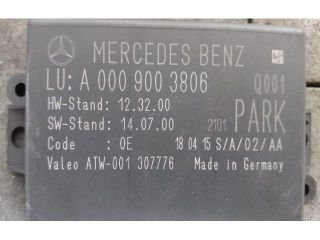 MERCEDES BENZ
LU: A 000 900 3806 Q001
HW-Stand: 12.32.00
SW-Stand: 14.07.00 2101 PARK
Code : 0E 18 04 15 S/A/02/AA
Valeo ATW-001 307776 Made in Germany